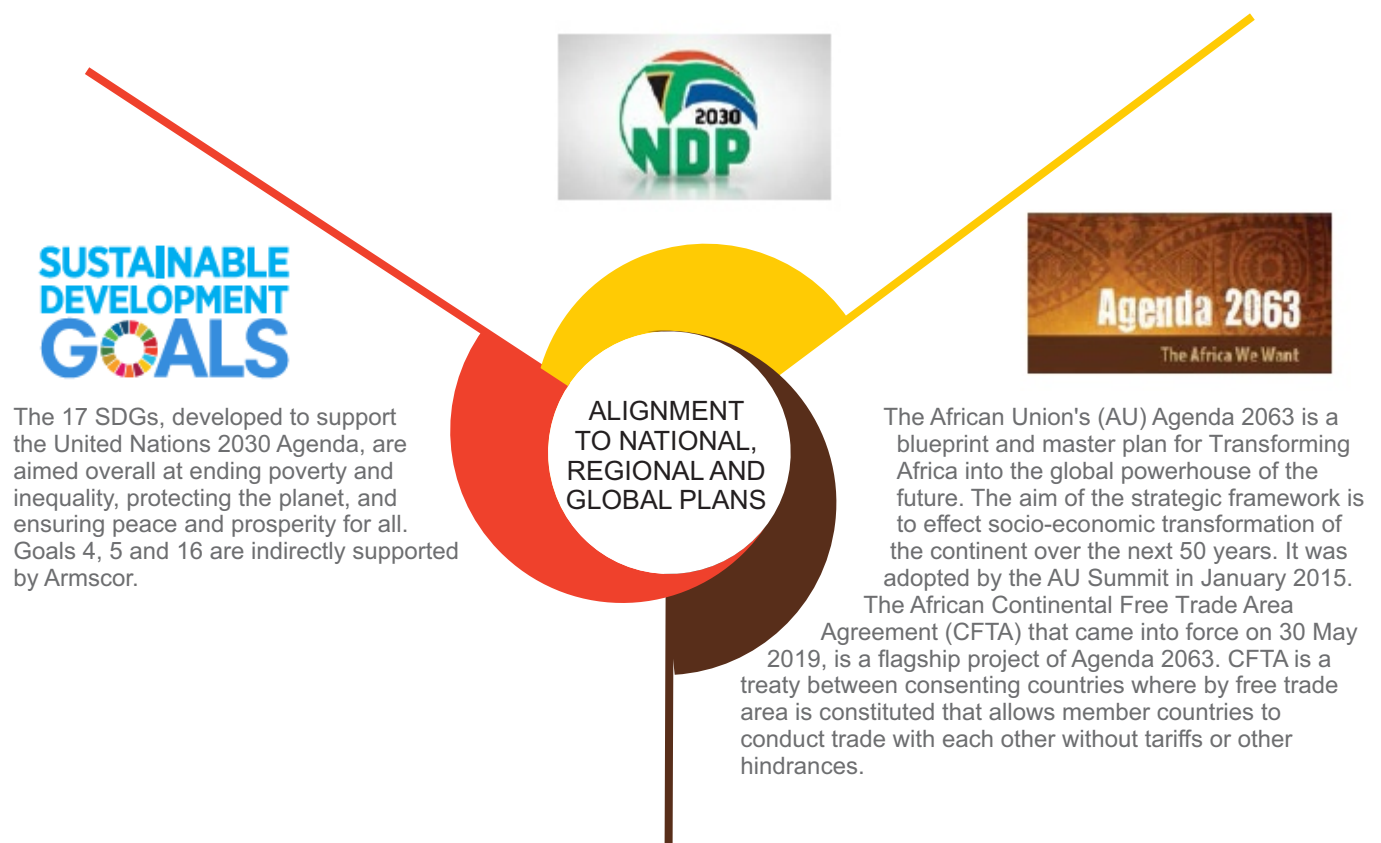 2030
NDP
SUSTAINABLE
DEVELOPMENT
GOALS
The 17 SDGs, developed to support
the United Nations 2030 Agenda, are
aimed overall at ending poverty and
inequality, protecting the planet, and
ensuring peace and prosperity for all.
Goals 4, 5 and 16 are indirectly supported
by Armscor.
ALIGNMENT
TO NATIONAL,
REGIONAL AND
GLOBAL PLANS
Agenda 2063
The Africa We Want
The African Union's (AU) Agenda 2063 is a
blueprint and master plan for Transforming
Africa into the global powerhouse of the
future. The aim of the strategic framework is
to effect socio-economic transformation of
the continent over the next 50 years. It was
adopted by the AU Summit in January 2015.
The African Continental Free Trade Area
Agreement (CFTA) that came into force on 30 May
2019, is a flagship project of Agenda 2063. CFTA is a
treaty between consenting countries where by free trade
area is constituted that allows member countries to
conduct trade with each other without tariffs or other
hindrances.